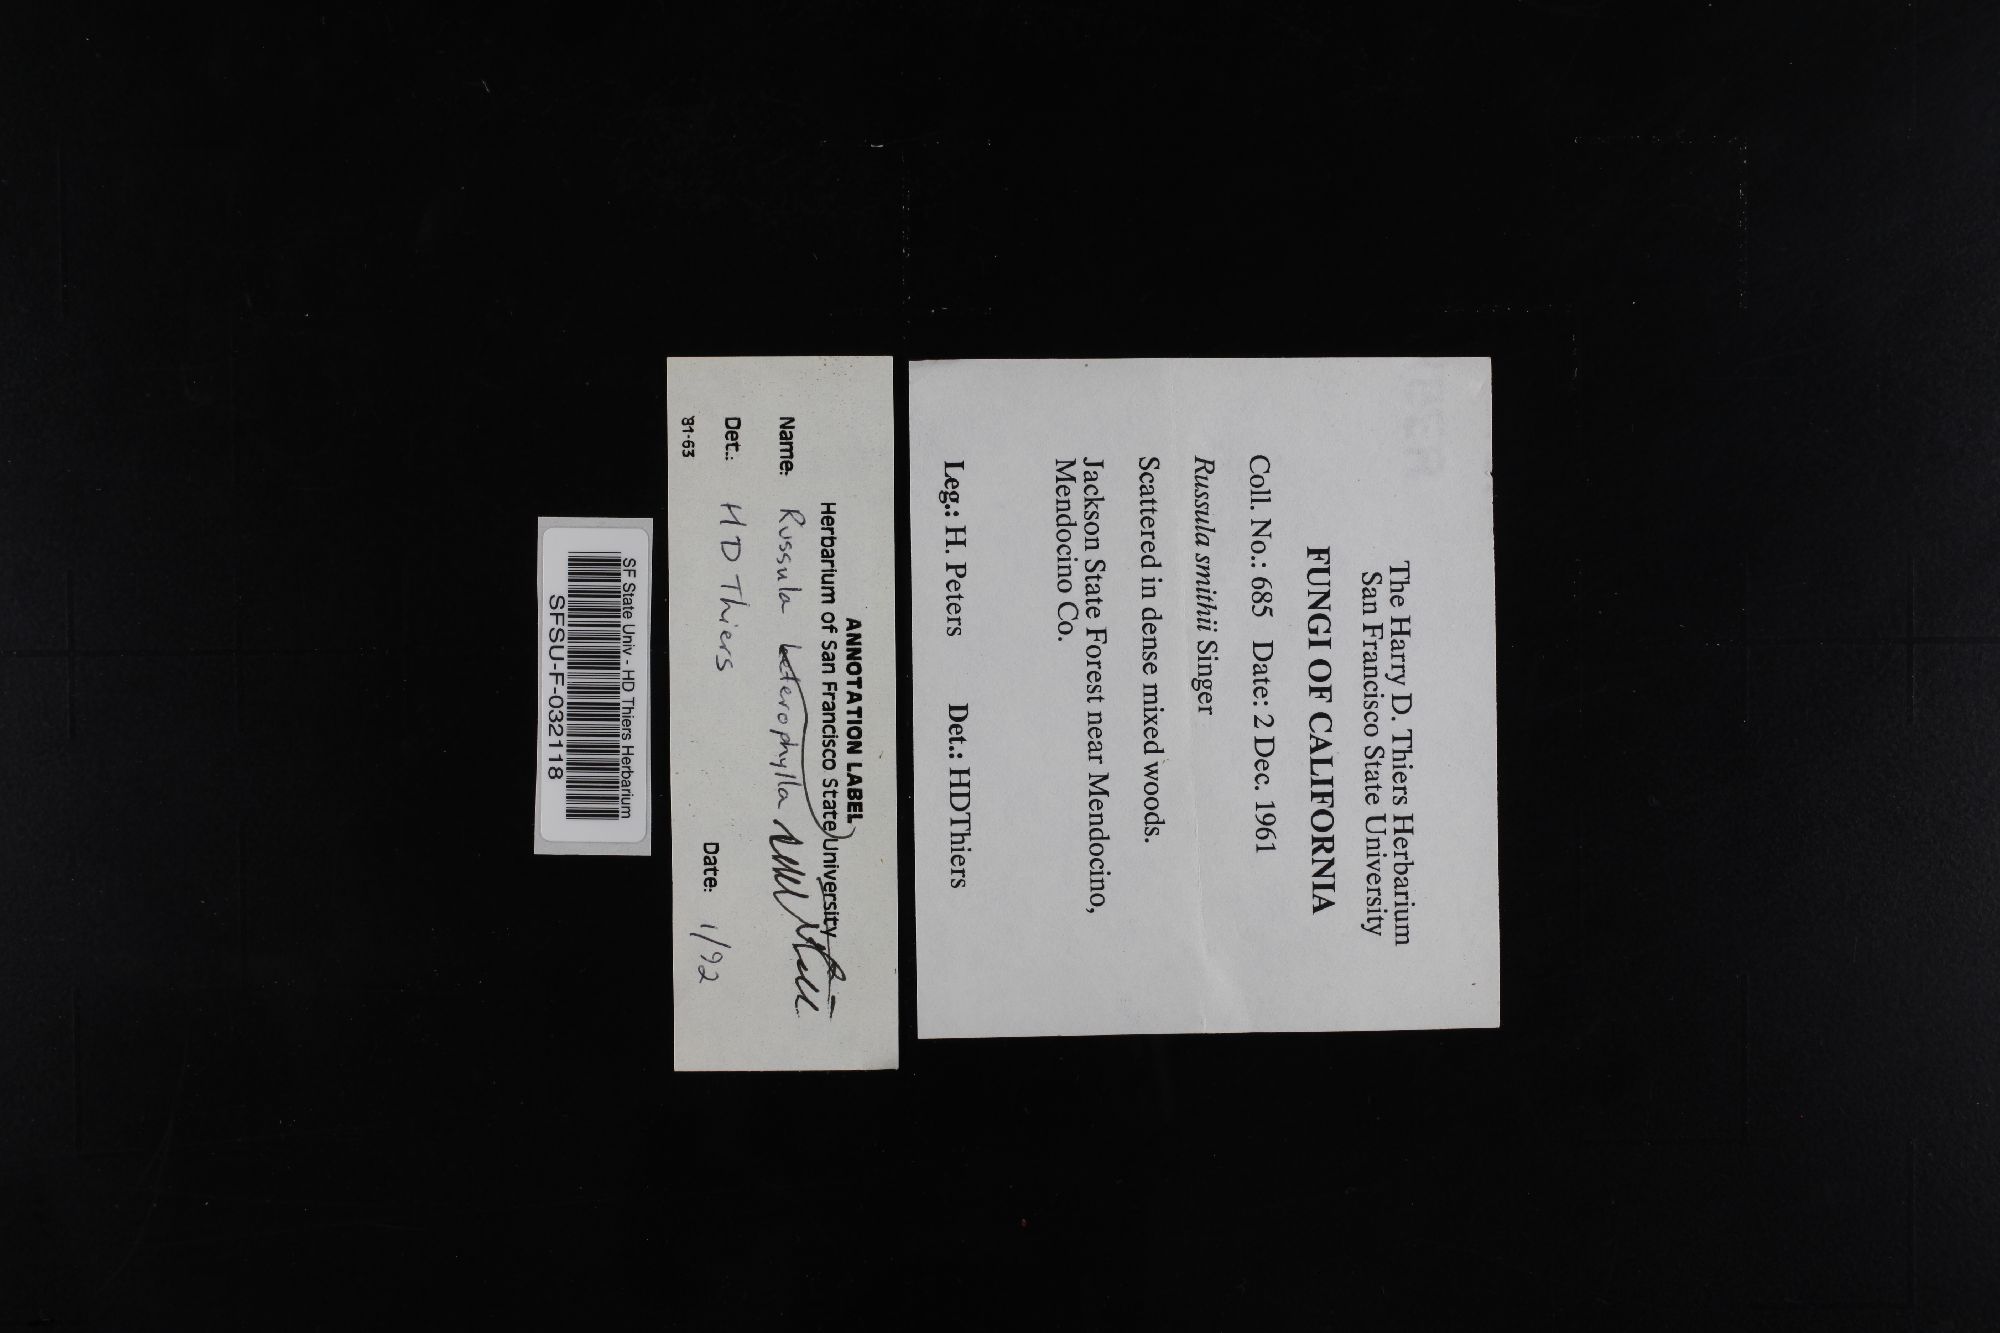 The Harry D. Thiers Herbarium
San Francisco State University
FUNGI OF CALIFORNIA
Coll. No.: 685 Date: 2 Dec. 1961
Russula smithii Singer
Scattered in dense mixed woods.
Jackson State Forest near Mendocino,
Mendocino Co.
Leg.: H. Peters Det.: HDThiers
ANNOTATION LABEL
Herbarium of San Francisco State University
Name: Russula heterophylla
Det.: H D Thiers
Date: 1/92
81-63
SF State Univ - HD Thiers Herbarium
SFSU-F-032118